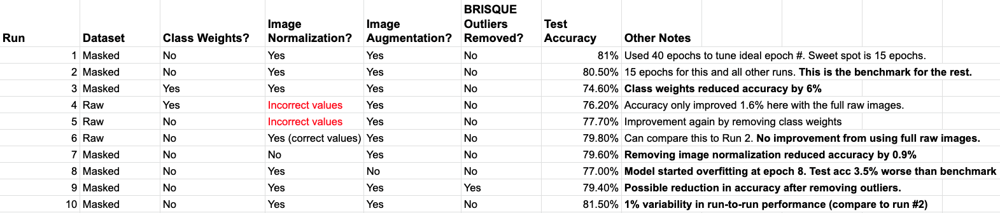 Run Dataset Class Weights? Image Normalization? Image Augmentation? BRISQUE Outliers Removed? Test Accuracy Other Notes
1 Masked No Yes Yes No 81% Used 40 epochs to tune ideal epoch #. Sweet spot is 15 epochs.
2 Masked No Yes Yes No 80.50% 15 epochs for this and all other runs. This is the benchmark for the rest.
3 Masked Yes Yes Yes No 74.60% Class weights reduced accuracy by 6%
4 Raw Yes Incorrect values Yes No 76.20% Accuracy only improved 1.6% here with the full raw images.
5 Raw No Incorrect values Yes No 77.70% Improvement again by removing class weights
6 Raw No Yes (correct values) Yes No 79.80% Can compare this to Run 2. No improvement from using full raw images.
7 Masked No No Yes No 79.60% Removing image normalization reduced accuracy by 0.9%
8 Masked No Yes No No 77.00% Model started overfitting at epoch 8. Test acc 3.5% worse than benchmark
9 Masked No Yes Yes Yes 79.40% Possible reduction in accuracy after removing outliers.
10 Masked No Yes Yes No 81.50% 1% variability in run-to-run performance (compare to run #2)